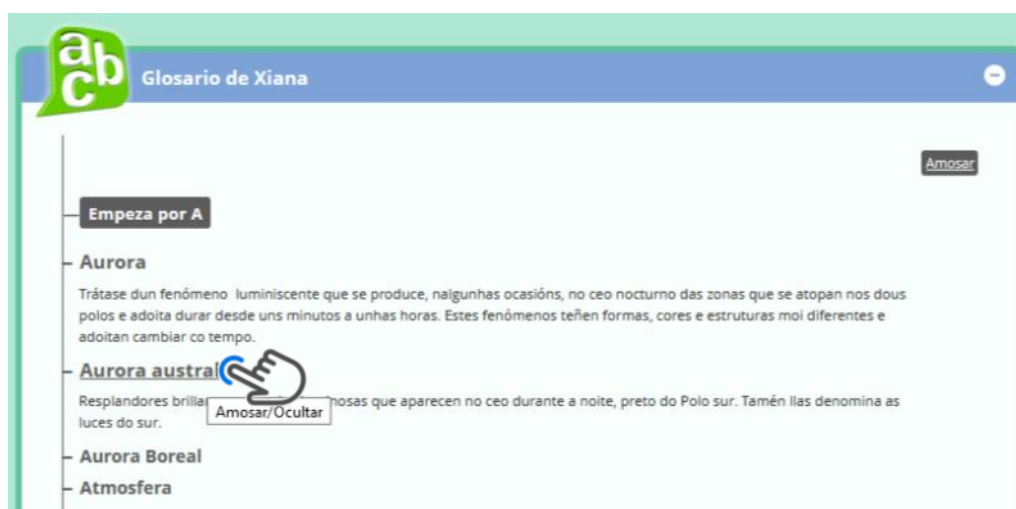 abc
Glosario de Xiana
Amosar
Empeza por A
Aurora
Trátase dun fenómeno luminiscente que se produce, nalgunhas ocasións, no ceo nocturno das zonas que se atopan nos dous
polos e adoita durar desde uns minutos a unhas horas. Estes fenómenos teñen formas, cores e estruturas moi diferentes e
adoitan cambiar co tempo.
Aurora austral
Resplandores que aparecen no ceo durante a noite, preto do Polo sur. Tamén llas denomina as
Amosar/Ocultar
luces do sur.
Aurora Boreal
Atmosfera